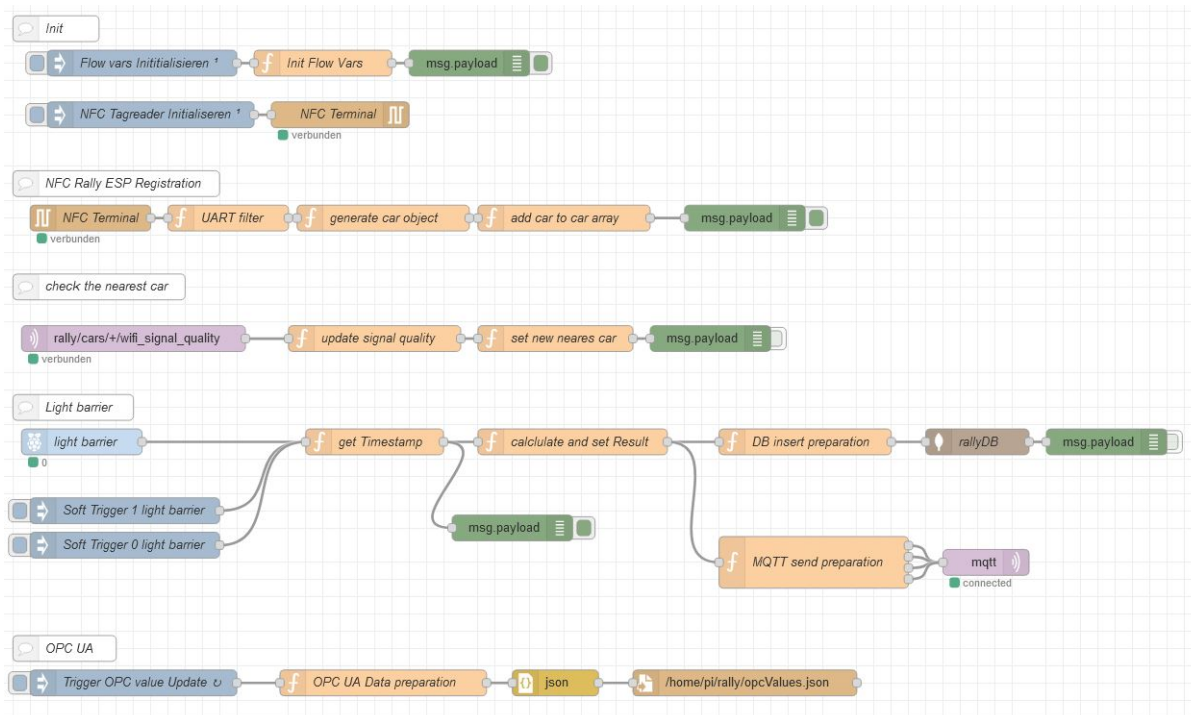 Init
Flow vars Inititialisieren ¹
Init Flow Vars
msg.payload
NFC Tagreader Initialiseren ¹
NFC Terminal
verbunden
NFC Rally ESP Registration
NFC Terminal
UART filter
generate car object
add car to car array
msg.payload
verbunden
check the nearest car
rally/cars/+/wifi_signal_quality
update signal quality
set new neares car
msg.payload
verbunden
Light barrier
light barrier
get Timestamp
calclulate and set Result
DB insert preparation
rallyDB
msg.payload
0
Soft Trigger 1 light barrier
msg.payload
Soft Trigger 0 light barrier
MQTT send preparation
mqtt
connected
OPC UA
Trigger OPC value Update ↻
OPC UA Data preparation
json
/home/pi/rally/opcValues.json